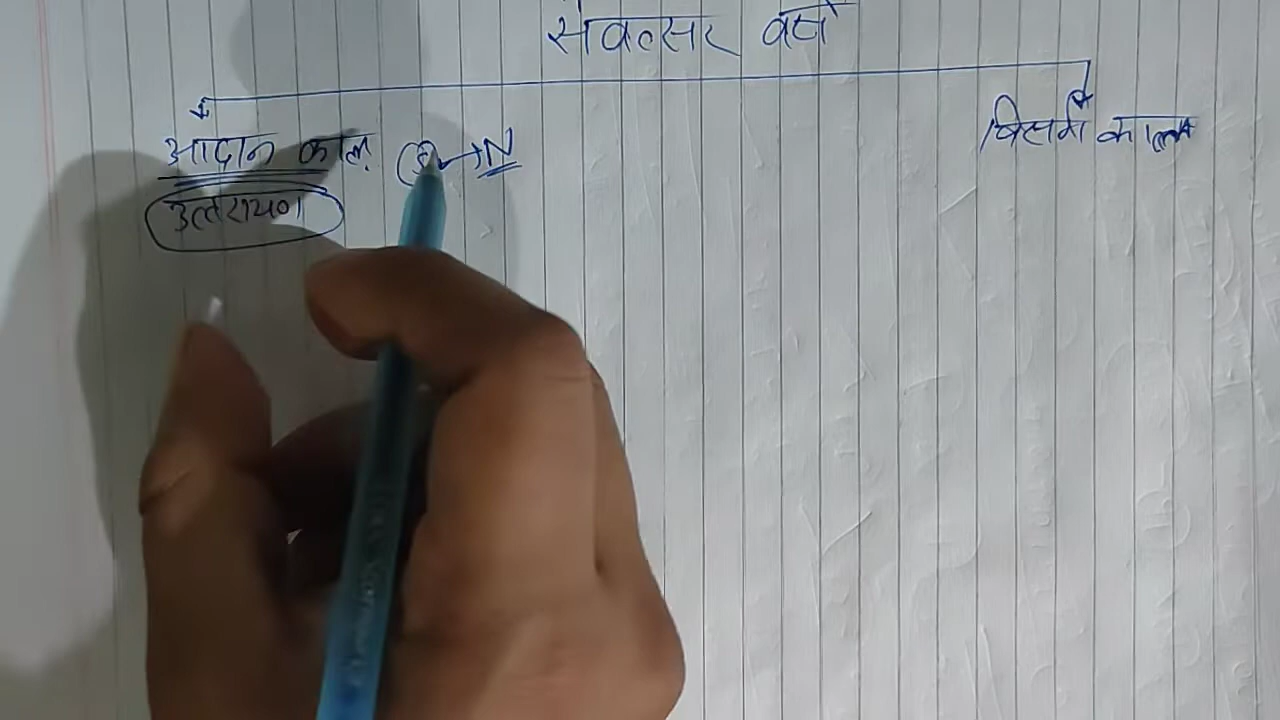 संवत्सर वर्ष
आदान काल (S→N
विसर्ग काल
उत्तरायण